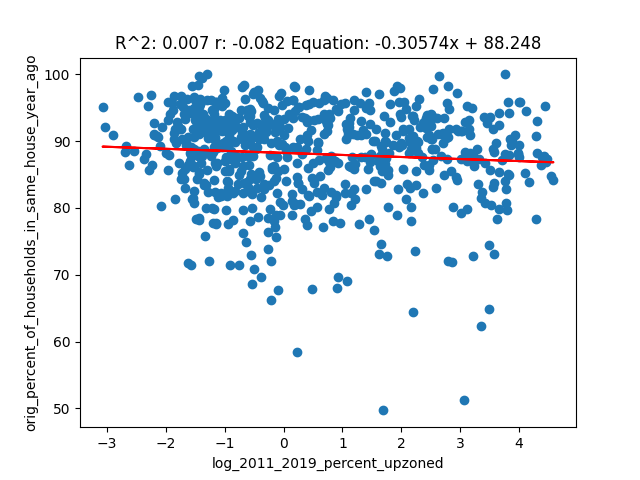 R^2: 0.007 r: -0.082 Equation: -0.30574x + 88.248
orig_percent_of_households_in_same_house_year_ago
100
90
80
70
60
50
−3 −2 −1 0 1 2 3 4
log_2011_2019_percent_upzoned